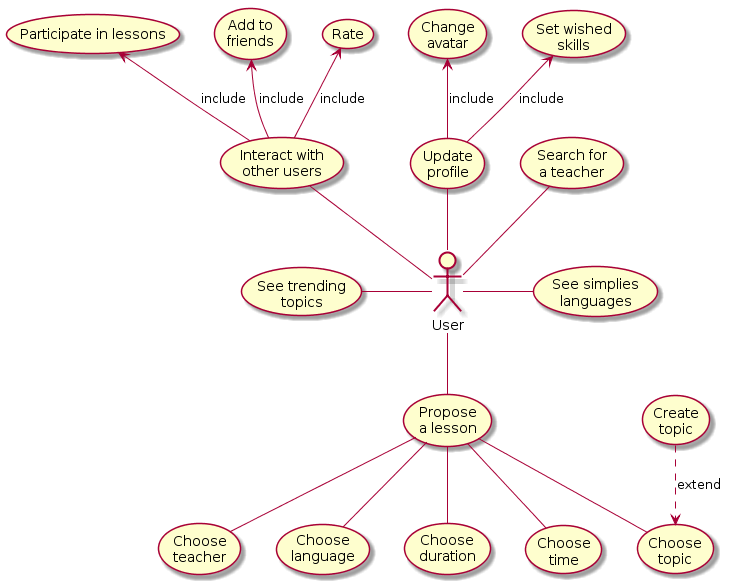 Participate in lessons
Add to
friends
Rate
Change
avatar
Set wished
skills
include
include
include
include
include
Interact with
other users
Update
profile
Search for
a teacher
See trending
topics
User
See simplies
languages
Propose
a lesson
Create
topic
extend
Choose
teacher
Choose
language
Choose
duration
Choose
time
Choose
topic